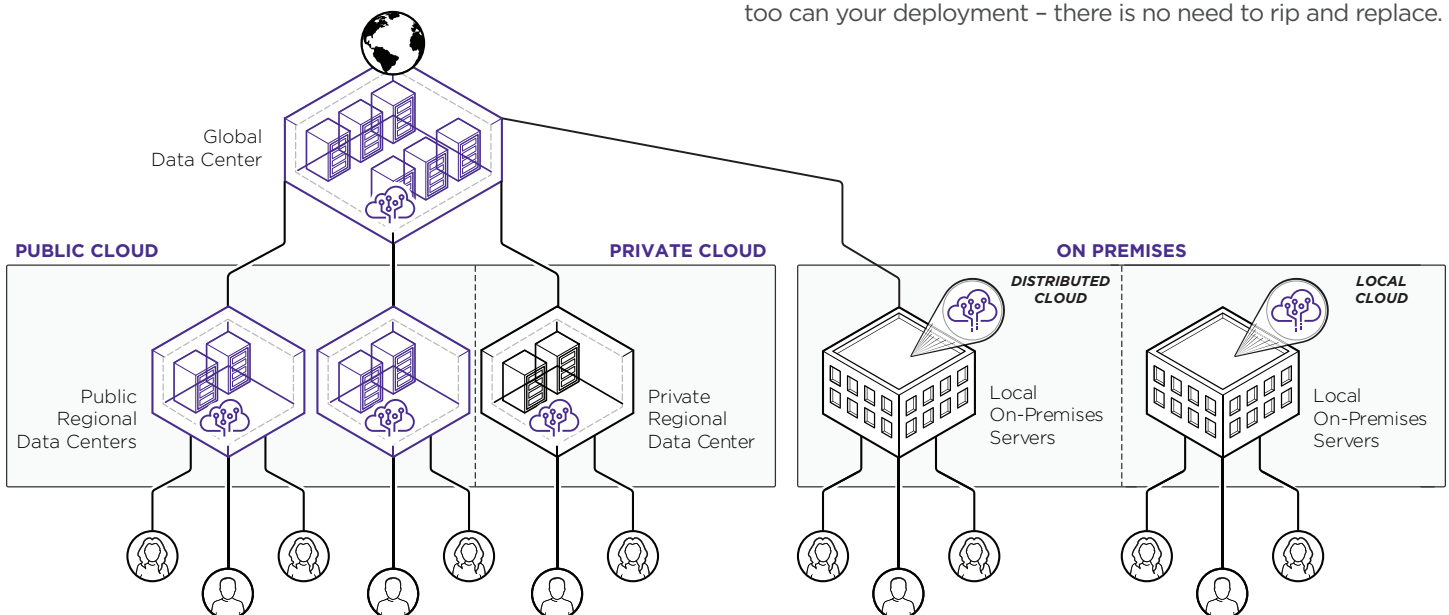 too can your deployment – there is no need to rip and replace.
Global
Data Center
PUBLIC CLOUD
PRIVATE CLOUD
ON PREMISES
DISTRIBUTED
CLOUD
LOCAL
CLOUD
Public
Regional
Data Centers
Private
Regional
Data Center
Local
On-Premises
Servers
Local
On-Premises
Servers